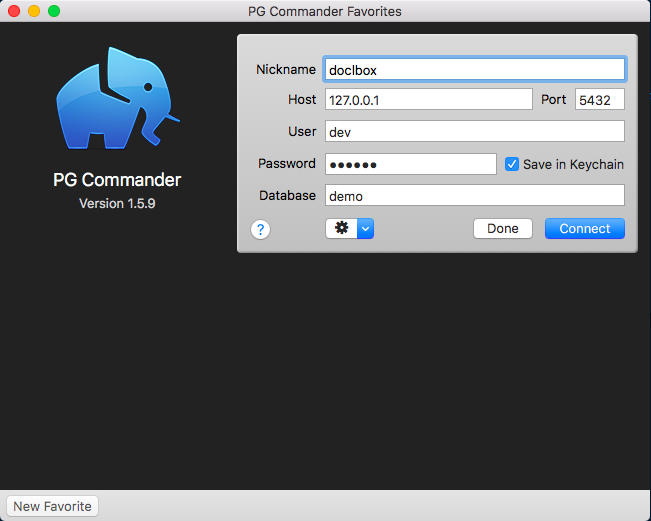 PG Commander Favorites
Nickname doclbox
Host 127.0.0.1 Port 5432
User dev
Password ●●●●●● Save in Keychain
Database demo
? Done Connect
PG Commander
Version 1.5.9
New Favorite